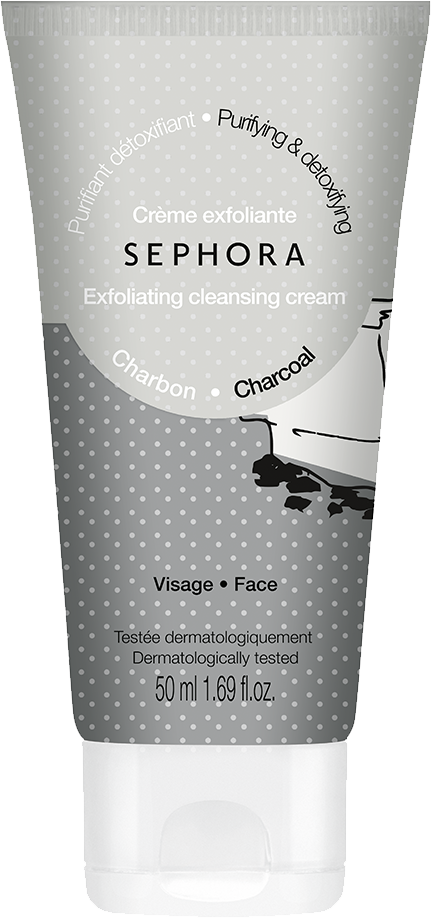 Purifiant détoxifiant • Purifying & detoxifying
Crème exfoliante
SEPHORA
Exfoliating cleansing cream
Charbon • Charcoal
Visage • Face
Testée dermatologiquement
Dermatologically tested
50 ml 1.69 fl.oz.